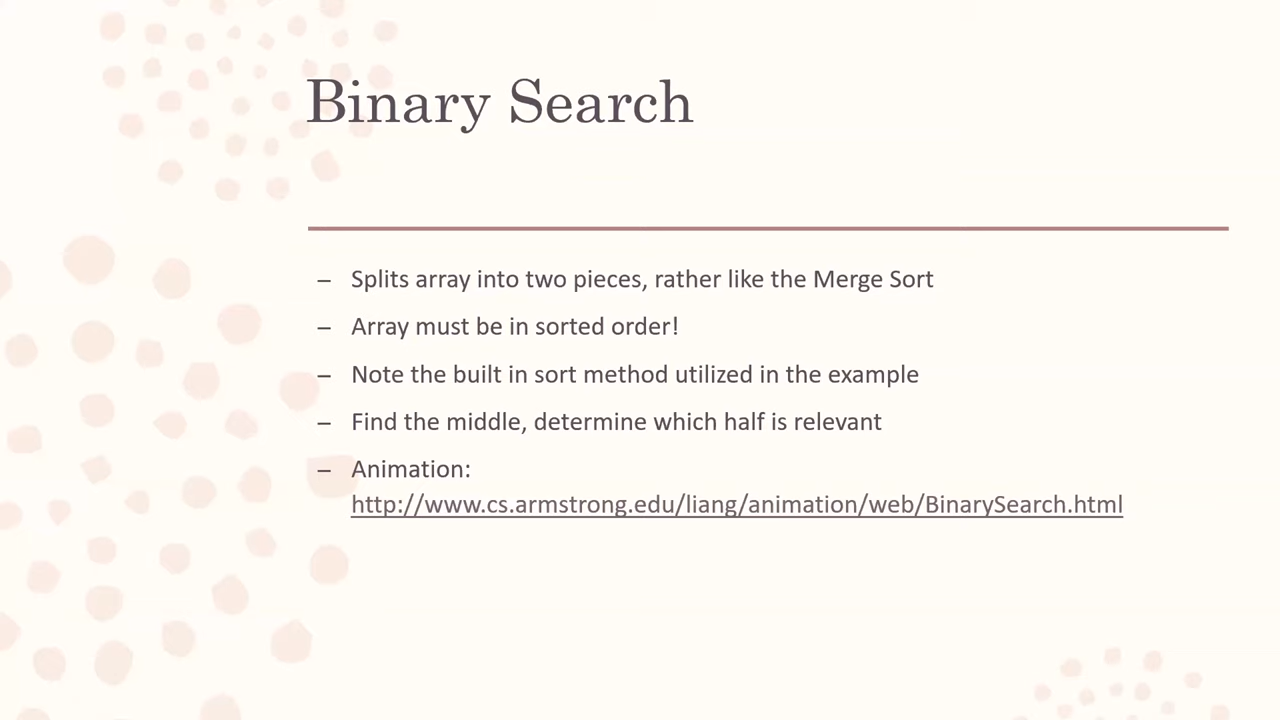 Binary Search
– Splits array into two pieces, rather like the Merge Sort
– Array must be in sorted order!
– Note the built in sort method utilized in the example
– Find the middle, determine which half is relevant
– Animation:
http://www.cs.armstrong.edu/liang/animation/web/BinarySearch.html